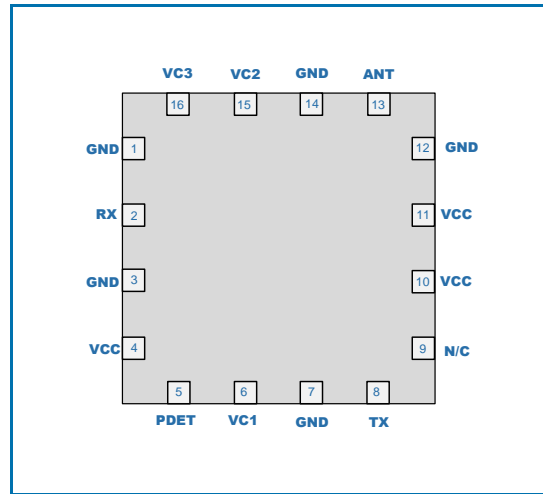 VC3 VC2 GND ANT
16 15 14 13
GND 1 12 GND
RX 2 11 VCC
GND 3 10 VCC
VCC 4 9 N/C
5 6 7 8
PDET VC1 GND TX